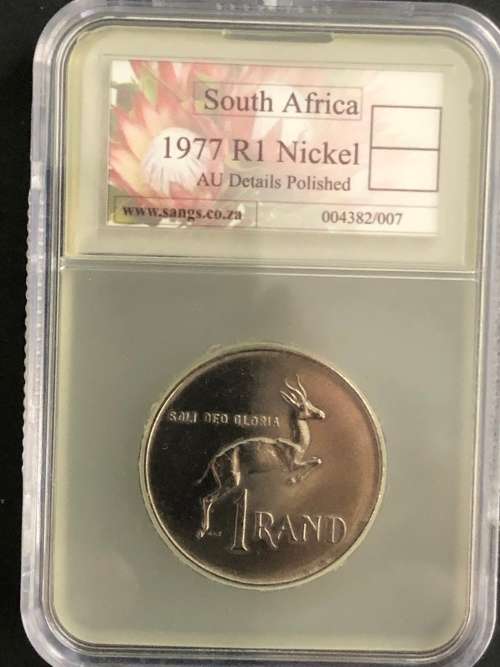 South Africa
1977 R1 Nickel
AU Details Polished
www.sangs.co.za 004382/007
SOLI DEO GLORIA
1 RAND